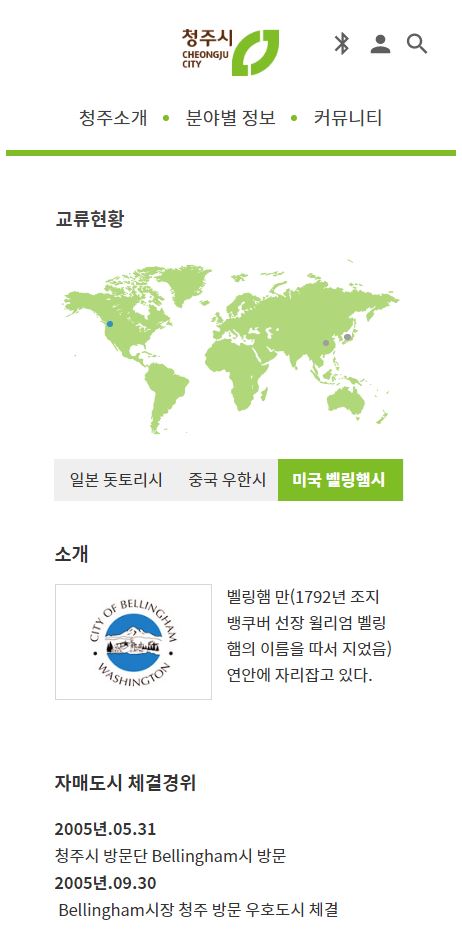 청주시
CHEONGJU
CITY
청주소개 • 분야별 정보 • 커뮤니티
교류현황
일본 돗토리시 중국 우한시 미국 벨링햄시
소개
CITY OF BELLINGHAM
• WASHINGTON •
벨링햄 만(1792년 조지
뱅쿠버 선장 윌리엄 벨링
햄의 이름을 따서 지었음)
연안에 자리잡고 있다.
자매도시 체결경위
2005년.05.31
청주시 방문단 Bellingham시 방문
2005년.09.30
Bellingham시장 청주 방문 우호도시 체결